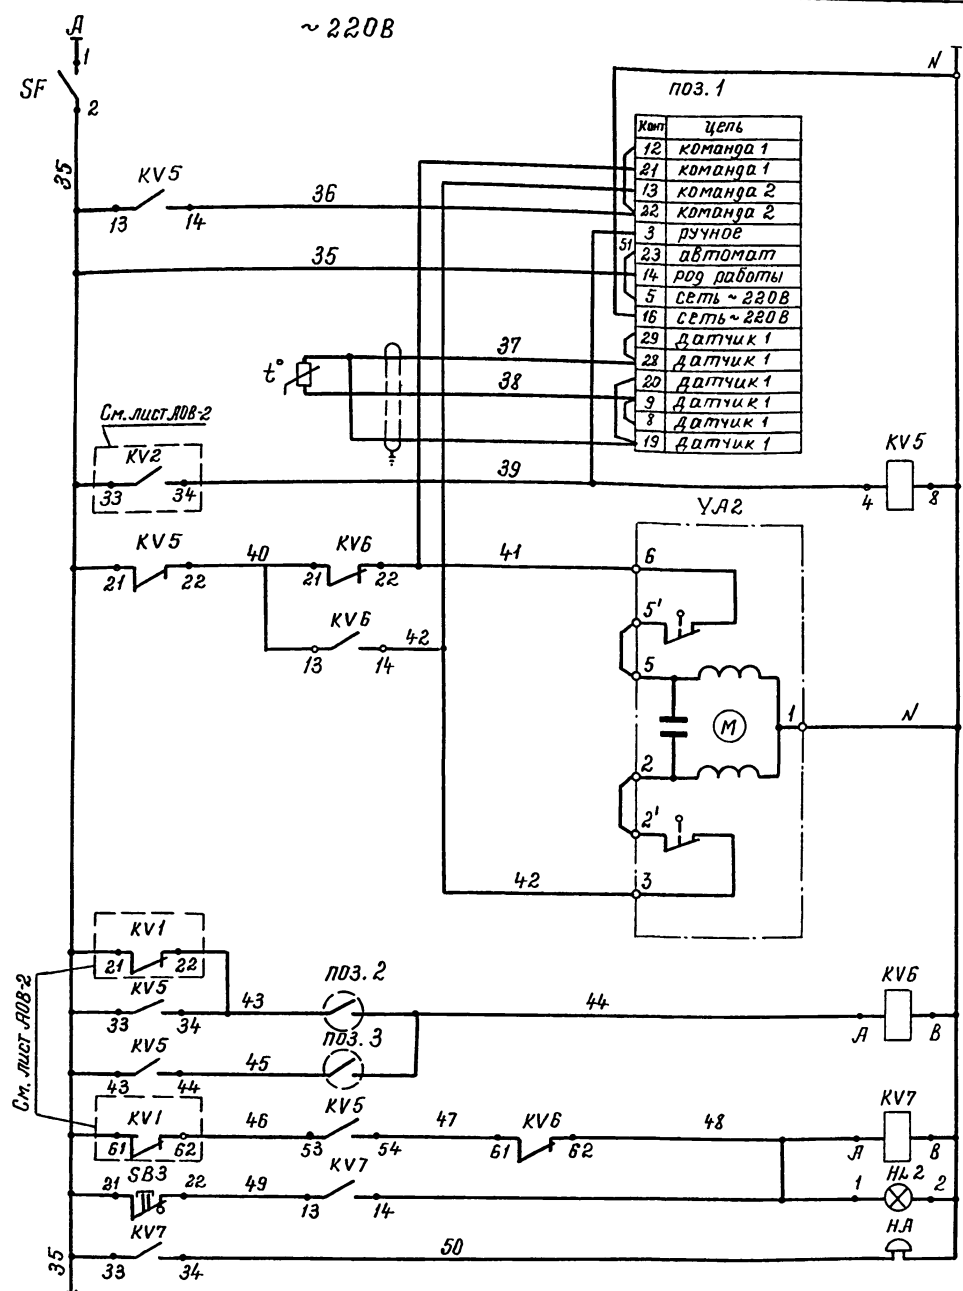 А
~220В
1
N
SF
2
поз.1
Конт цепь
12 команда 1
21 команда 1
13 команда 2
22 команда 2
3 ручное
23 автомат
14 род работы
5 сеть ~220В
16 сеть ~220В
29 датчик 1
28 датчик 1
20 датчик 1
9 датчик 1
8 датчик 1
19 датчик 1
51
35
KV5
13 14
36
35
t°
37
38
См. лист АОВ-2
KV2
33 34
39
KV5
4 8
YA2
KV5
21 22
40
KV6
21 22
41
6
KV6
13 14
42
5'
5
M
1
N
2
2'
42
3
См. лист АОВ-2
KV1
21 22
KV5
33 34
43
поз.2
44
KV6
А В
KV5
43 44
45
поз.3
KV1
61 62
46
KV5
53 54
47
KV6
61 62
48
KV7
А В
SB3
21 22
49
KV7
13 14
HL2
1 2
KV7
33 34
50
НА
35